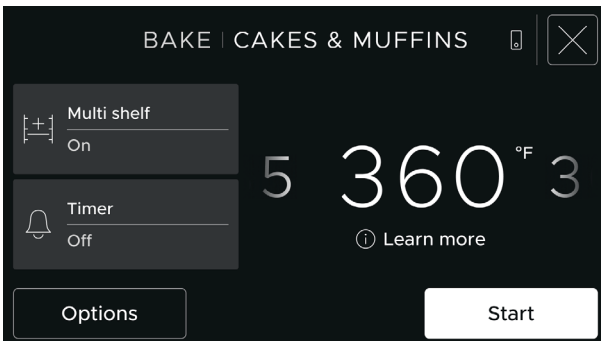 BAKE | CAKES & MUFFINS
Multi shelf
On
5 360 °F 3
Timer
Off
Learn more
Options
Start